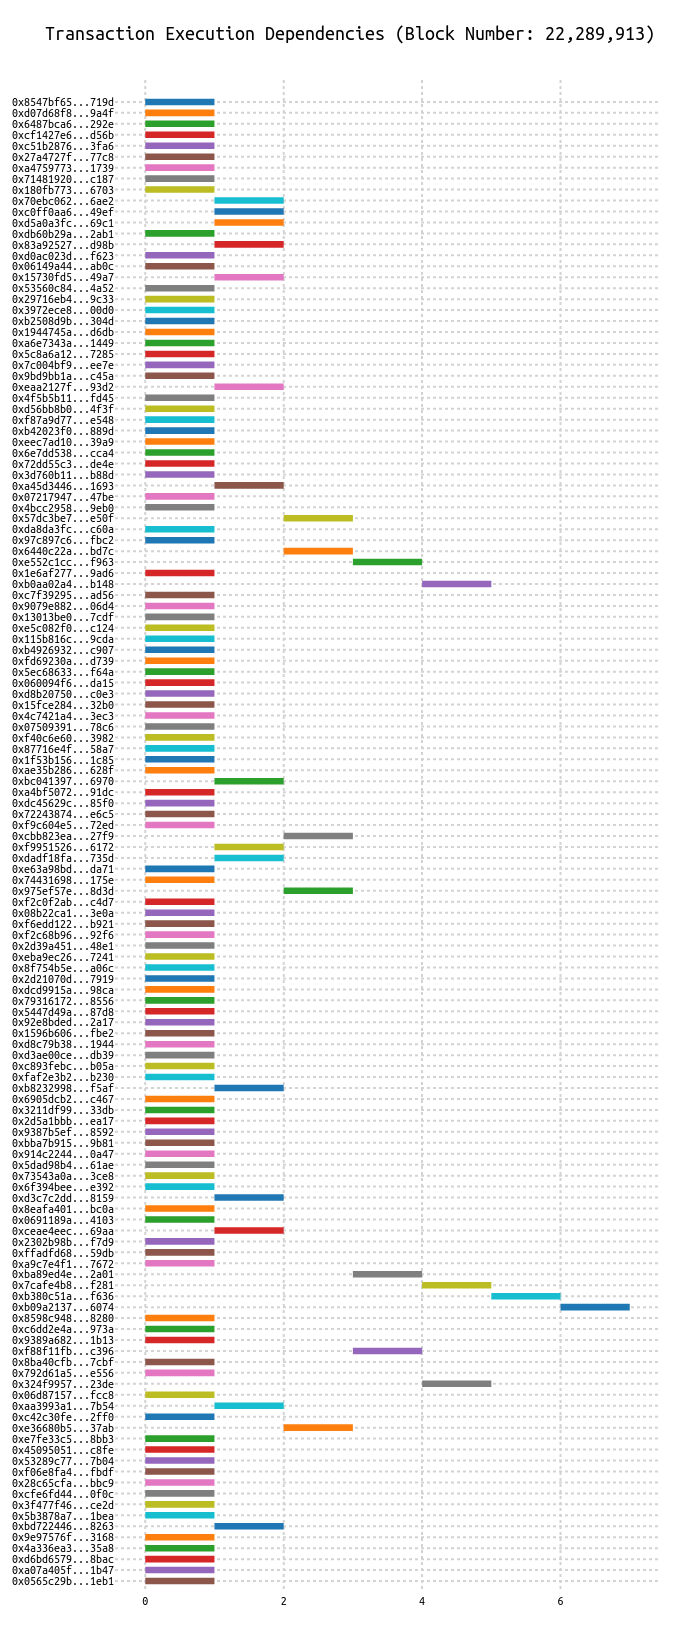 Transaction Execution Dependencies (Block Number: 22,289,913)
0x8547bf65...719d
0xd07d68f8...9a4f
0x6487bca6...292e
0xcf1427e6...d56b
0xc51b2876...3fa6
0x27a4727f...77c8
0xa4759773...1739
0x71481920...c187
0x180fb773...6703
0x70ebc062...6ae2
0xc0ff0aa6...49ef
0xd5a0a3fc...69c1
0xdb60b29a...2ab1
0x83a92527...d98b
0xd0ac023d...f623
0x06149a44...ab0c
0x15730fd5...49a7
0x53560c84...4a52
0x29716eb4...9c33
0x3972ece8...00d0
0xb2508d9b...304d
0x1944745a...d6db
0xa6e7343a...1449
0x5c8a6a12...7285
0x7c004bf9...ee7e
0x9bd9bb1a...c45a
0xeaa2127f...93d2
0x4f5b5b11...fd45
0xd56bb8b0...4f3f
0xf87a9d77...e548
0xb42023f0...889d
0xeec7ad10...39a9
0x6e7dd538...cca4
0x72dd55c3...de4e
0x3d760b11...b88d
0xa45d3446...1693
0x07217947...47be
0x4bcc2958...9eb0
0x57dc3be7...e50f
0xda8da3fc...c60a
0x97c897c6...fbc2
0x6440c22a...bd7c
0xe552c1cc...f963
0x1e6af277...9ad6
0xb0aa02a4...b148
0xc7f39295...ad56
0x9079e882...06d4
0x13013be0...7cdf
0xe5c082f0...c124
0x115b816c...9cda
0xb4926932...c907
0xfd69230a...d739
0x5ec68633...f64a
0x060094f6...da15
0xd8b20750...c0e3
0x15fce284...32b0
0x4c7421a4...3ec3
0x07509391...78c6
0xf40c6e60...3982
0x87716e4f...58a7
0x1f53b156...1c85
0xae35b286...628f
0xbc041397...6970
0xa4bf5072...91dc
0xdc45629c...85f0
0x72243874...e6c5
0xf9c604e5...72ed
0xcbb823ea...27f9
0xf9951526...6172
0xdadf18fa...735d
0xe63a98bd...da71
0x74431698...175e
0x975ef57e...8d3d
0xf2c0f2ab...c4d7
0x08b22ca1...3e0a
0xf6edd122...b921
0xf2c68b96...92f6
0x2d39a451...48e1
0xeba9ec26...7241
0x8f754b5e...a06c
0x2d21070d...7919
0xdcd9915a...98ca
0x79316172...8556
0x5447d49a...87d8
0x92e8bded...2a17
0x1596b606...fbe2
0xd8c79b38...1944
0xd3ae00ce...db39
0xc893febc...b05a
0xfaf2e3b2...b230
0xb8232998...f5af
0x6905dcb2...c467
0x3211df99...33db
0x2d5a1bbb...ea17
0x9387b5ef...8592
0xbba7b915...9b81
0x914c2244...0a47
0x5dad98b4...61ae
0x73543a0a...3ce8
0x6f394bee...e392
0xd3c7c2dd...8159
0x8eafa401...bc0a
0x0691189a...4103
0xceae4eec...69aa
0x2302b98b...f7d9
0xffadfd68...59db
0xa9c7e4f1...7672
0xba89ed4e...2a01
0x7cafe4b8...f281
0xb380c51a...f636
0xb09a2137...6074
0x8598c948...8280
0xc6dd2e4a...973a
0x9389a682...1b13
0xf88f11fb...c396
0x8ba40cfb...7cbf
0x792d61a5...e556
0x324f9957...23de
0x06d87157...fcc8
0xaa3993a1...7b54
0xc42c30fe...2ff0
0xe36680b5...37ab
0xe7fe33c5...8bb3
0x45095051...c8fe
0x53289c77...7b04
0xf06e8fa4...fbdf
0x28c65cfa...bbc9
0xcfe6fd44...0f0c
0x3f477f46...ce2d
0x5b3878a7...1bea
0xbd722446...8263
0x9e97576f...3168
0x4a336ea3...35a8
0xd6bd6579...8bac
0xa07a405f...1b47
0x0565c29b...1eb1
0 2 4 6